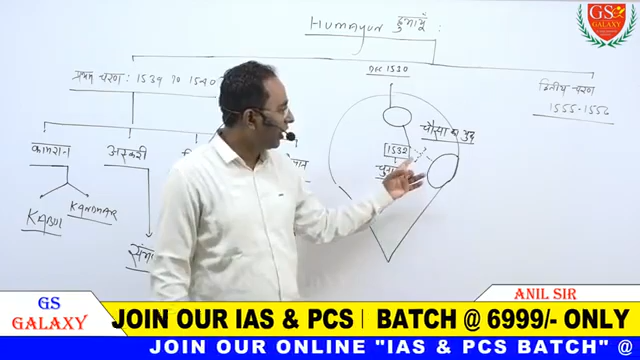 HUMAYUN हुमायूँ :
DEC 1530
प्रथम चरण : 1539 TO 1540
द्वितीय चरण
1555-1556
चौसा का युद्ध
कामरान
अस्करी
1532
KABUL
KANDHAR
GS
GALAXY
ANIL SIR
GS
GALAXY
JOIN OUR IAS & PCS | BATCH @ 6999/- ONLY
JOIN OUR ONLINE "IAS & PCS BATCH" @